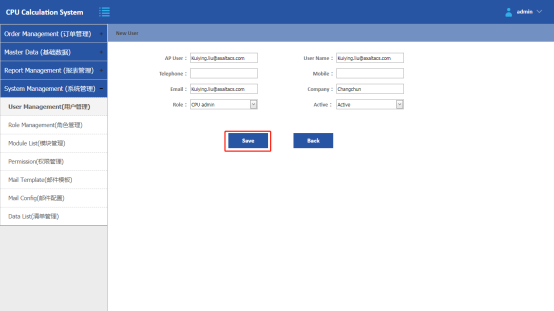 CPU Calculation System
admin
Order Management (订单管理)
New User
Master Data (基础数据)
Report Management (报表管理)
System Management (系统管理)
User Management(用户管理)
Role Management(角色管理)
Module List(模块管理)
Permission(权限管理)
Mail Template(邮件模板)
Mail Config(邮件配置)
Data List(清单管理)
AP User : Kuiying.liu@asaltacs.com User Name : Kuiying.liu@asaltacs.com
Telephone : Mobile :
Email : Kuiying.liu@asaltacs.com Company : Changchun
Role : CPU admin Active : Active
Save Back